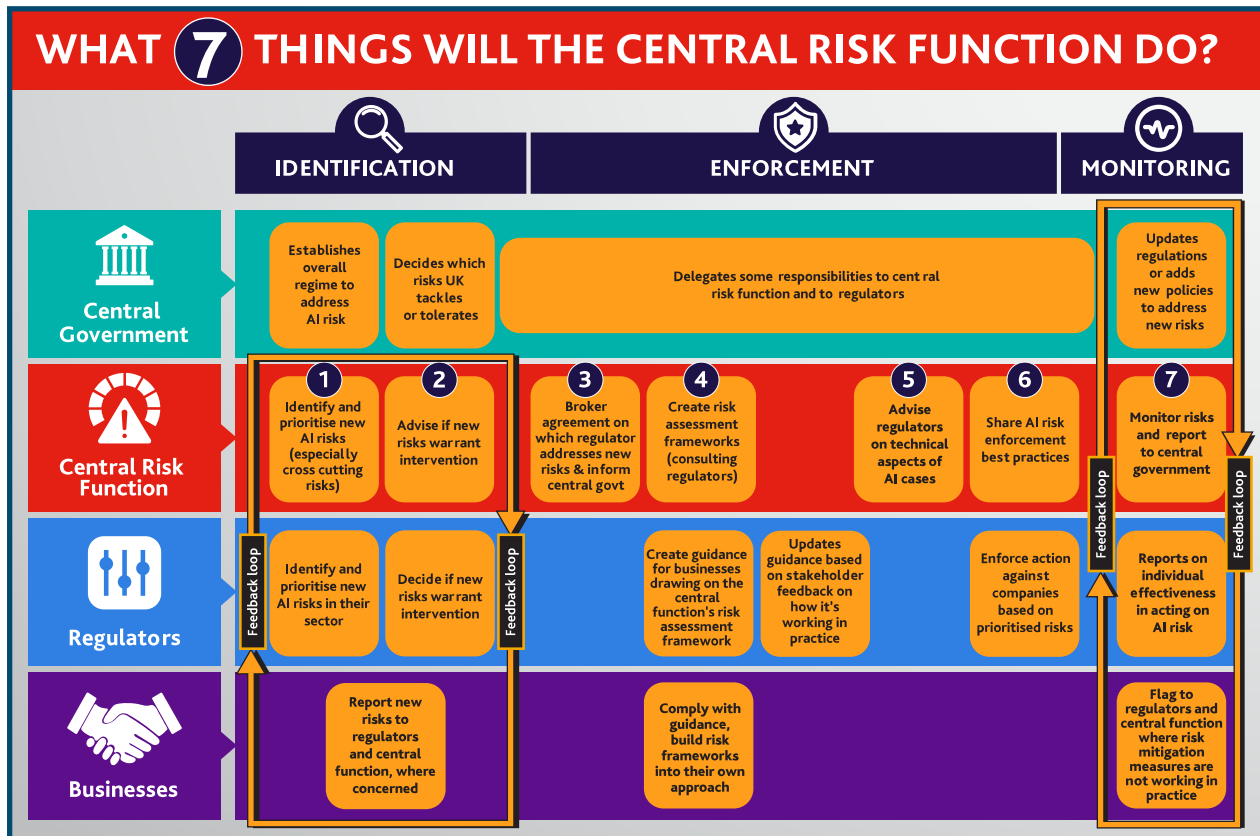 WHAT 7 THINGS WILL THE CENTRAL RISK FUNCTION DO?
IDENTIFICATION
ENFORCEMENT
MONITORING
Central
Government
Establishes
overall
regime to
address
AI risk
Decides which
risks UK
tackles
or tolerates
Delegates some responsibilities to central
risk function and to regulators
Updates
regulations
or adds
new policies
to address
new risks
Central Risk
Function
1
Identify and
prioritise new
AI risks
(especially
cross cutting
risks)
2
Advise if new
risks warrant
intervention
3
Broker
agreement on
which regulator
addresses new
risks & inform
central govt
4
Create risk
assessment
frameworks
(consulting
regulators)
5
Advise
regulators
on technical
aspects of
AI cases
6
Share AI risk
enforcement
best practices
7
Monitor risks
and report
to central
government
Regulators
Feedback loop
Identify and
prioritise new
AI risks in their
sector
Decide if new
risks warrant
intervention
Feedback loop
Create guidance
for businesses
drawing on the
central
function's risk
assessment
framework
Updates
guidance based
on stakeholder
feedback on
how it's
working in
practice
Enforce action
against
companies
based on
prioritised risks
Feedback loop
Reports on
individual
effectiveness
in acting on
AI risk
Feedback loop
Businesses
Report new
risks to
regulators
and central
function, where
concerned
Comply with
guidance,
build risk
frameworks
into their own
approach
Flag to
regulators and
central function
where risk
mitigation
measures are
not working in
practice